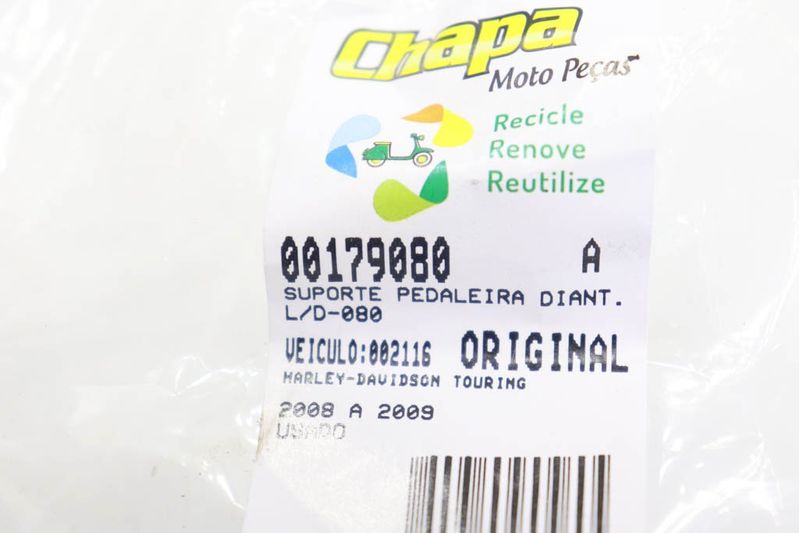 Chapa
Moto Peças
Recicle
Renove
Reutilize
00179080 A
SUPORTE PEDALEIRA DIANT.
L/D-080
VEICULO:002116 ORIGINAL
HARLEY-DAVIDSON TOURING
2008 A 2009
USADO